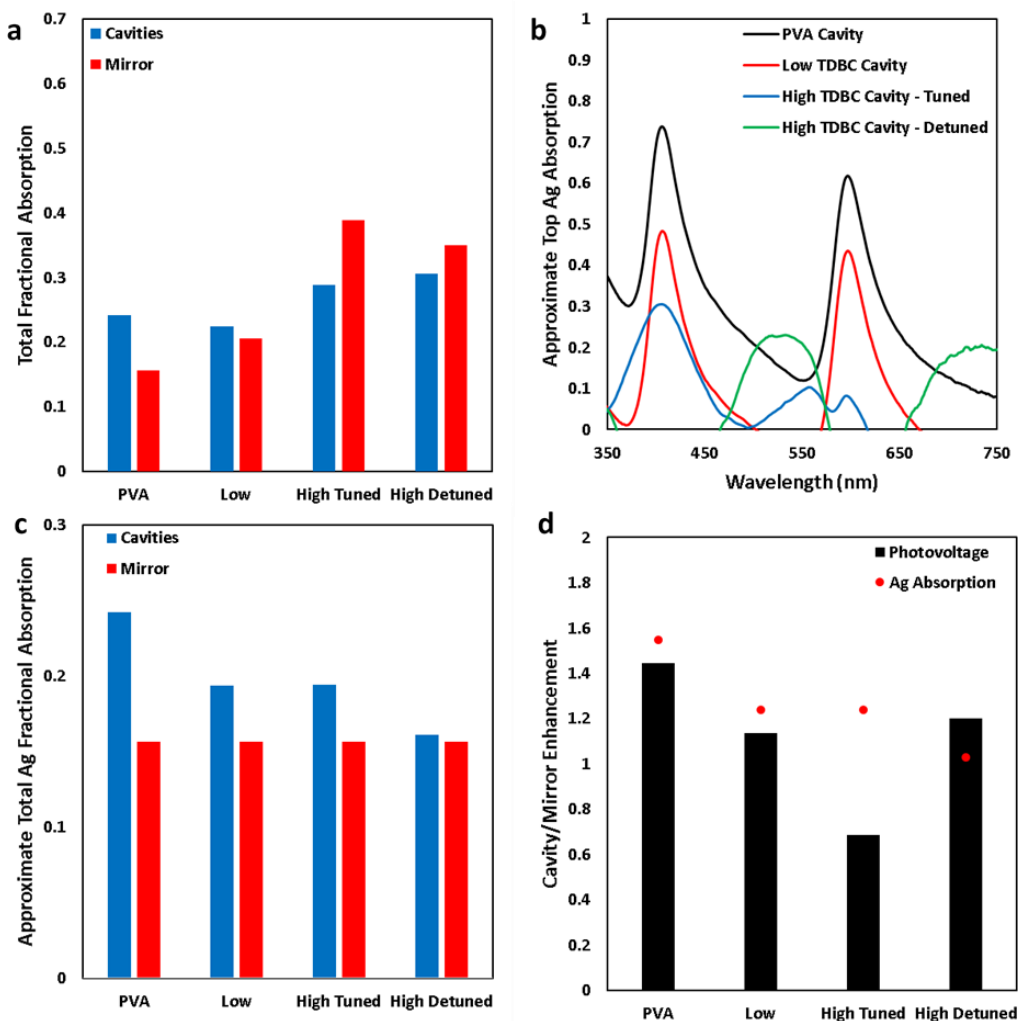 a
Total Fractional Absorption
0.7
0.6
0.5
0.4
0.3
0.2
0.1
0
Cavities
Mirror
PVA Low High Tuned High Detuned
b
Approximate Top Ag Absorption
1
0.9
0.8
0.7
0.6
0.5
0.4
0.3
0.2
0.1
0
PVA Cavity
Low TDBC Cavity
High TDBC Cavity - Tuned
High TDBC Cavity - Detuned
350 450 550 650 750
Wavelength (nm)
c
Approximate Total Ag Fractional Absorption
0.3
0.2
0.1
0
Cavities
Mirror
PVA Low High Tuned High Detuned
d
Cavity/Mirror Enhancement
2
1.8
1.6
1.4
1.2
1
0.8
0.6
0.4
0.2
0
Photovoltage
Ag Absorption
PVA Low High Tuned High Detuned